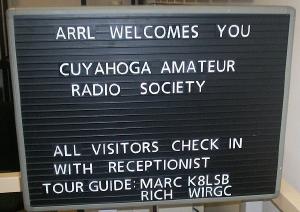 ARRL WELCOMES YOU
CUYAHOGA AMATEUR
RADIO SOCIETY
ALL VISITORS CHECK IN
WITH RECEPTIONIST
TOUR GUIDE: MARC K8LSB
RICH W1RGC